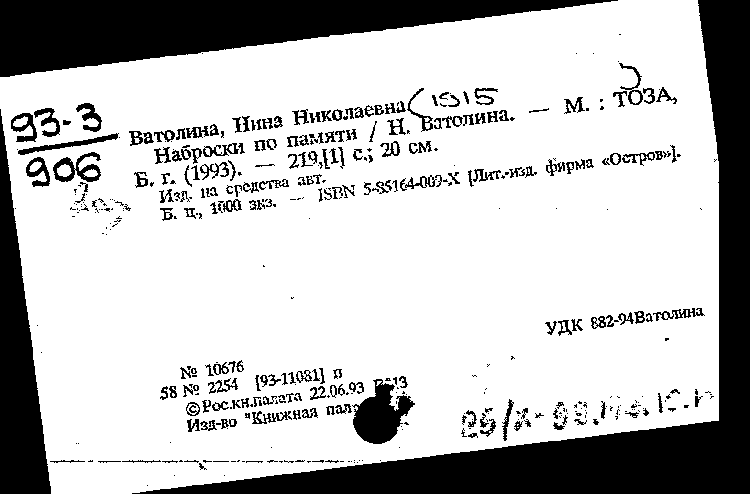 93-3
906
Ватолина, Нина Николаевна (1915
Наброски по памяти / Н. Ватолина. — М. : ТОЗА,
Б. г. (1993). — 219,[1] с.; 20 см.
Изд. на средства авт.
Б. ц., 1000 экз. — ISBN 5-85164-009-X [Лит.-изд. фирма «Остров»].
УДК 882-94Ватолина
№ 10676
58 № 2254 [93-11081] п
© Рос.кн.палата 22.06.93
Изд-во "Книжная